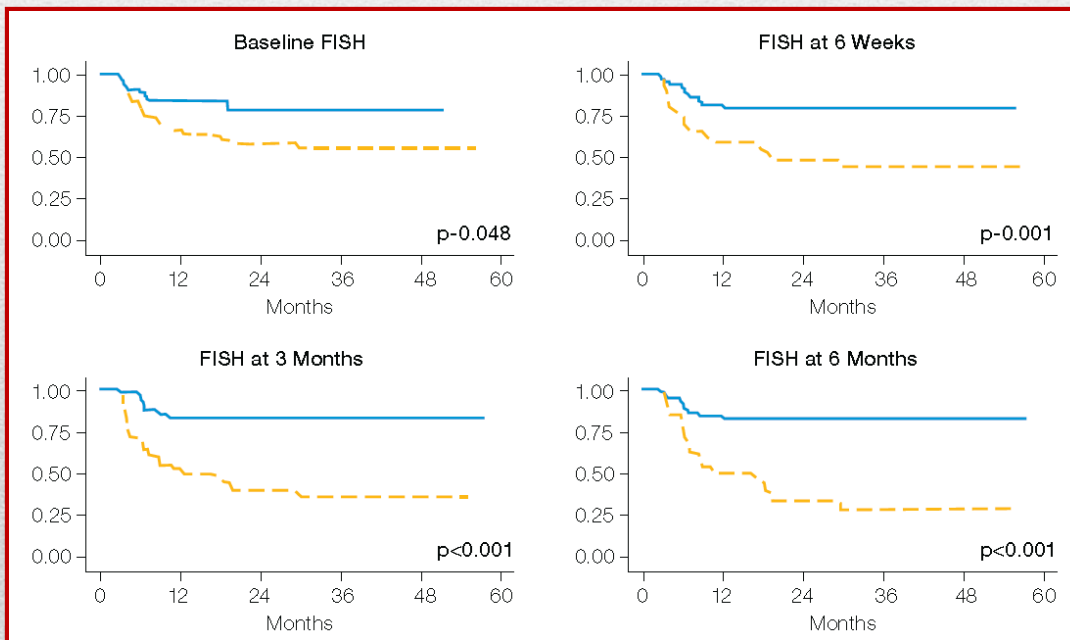 Baseline FISH
1.00
0.75
0.50
0.25
0.00
p-0.048
0 12 24 36 48 60
Months
FISH at 6 Weeks
1.00
0.75
0.50
0.25
0.00
p-0.001
0 12 24 36 48 60
Months
FISH at 3 Months
1.00
0.75
0.50
0.25
0.00
p<0.001
0 12 24 36 48 60
Months
FISH at 6 Months
1.00
0.75
0.50
0.25
0.00
p<0.001
0 12 24 36 48 60
Months